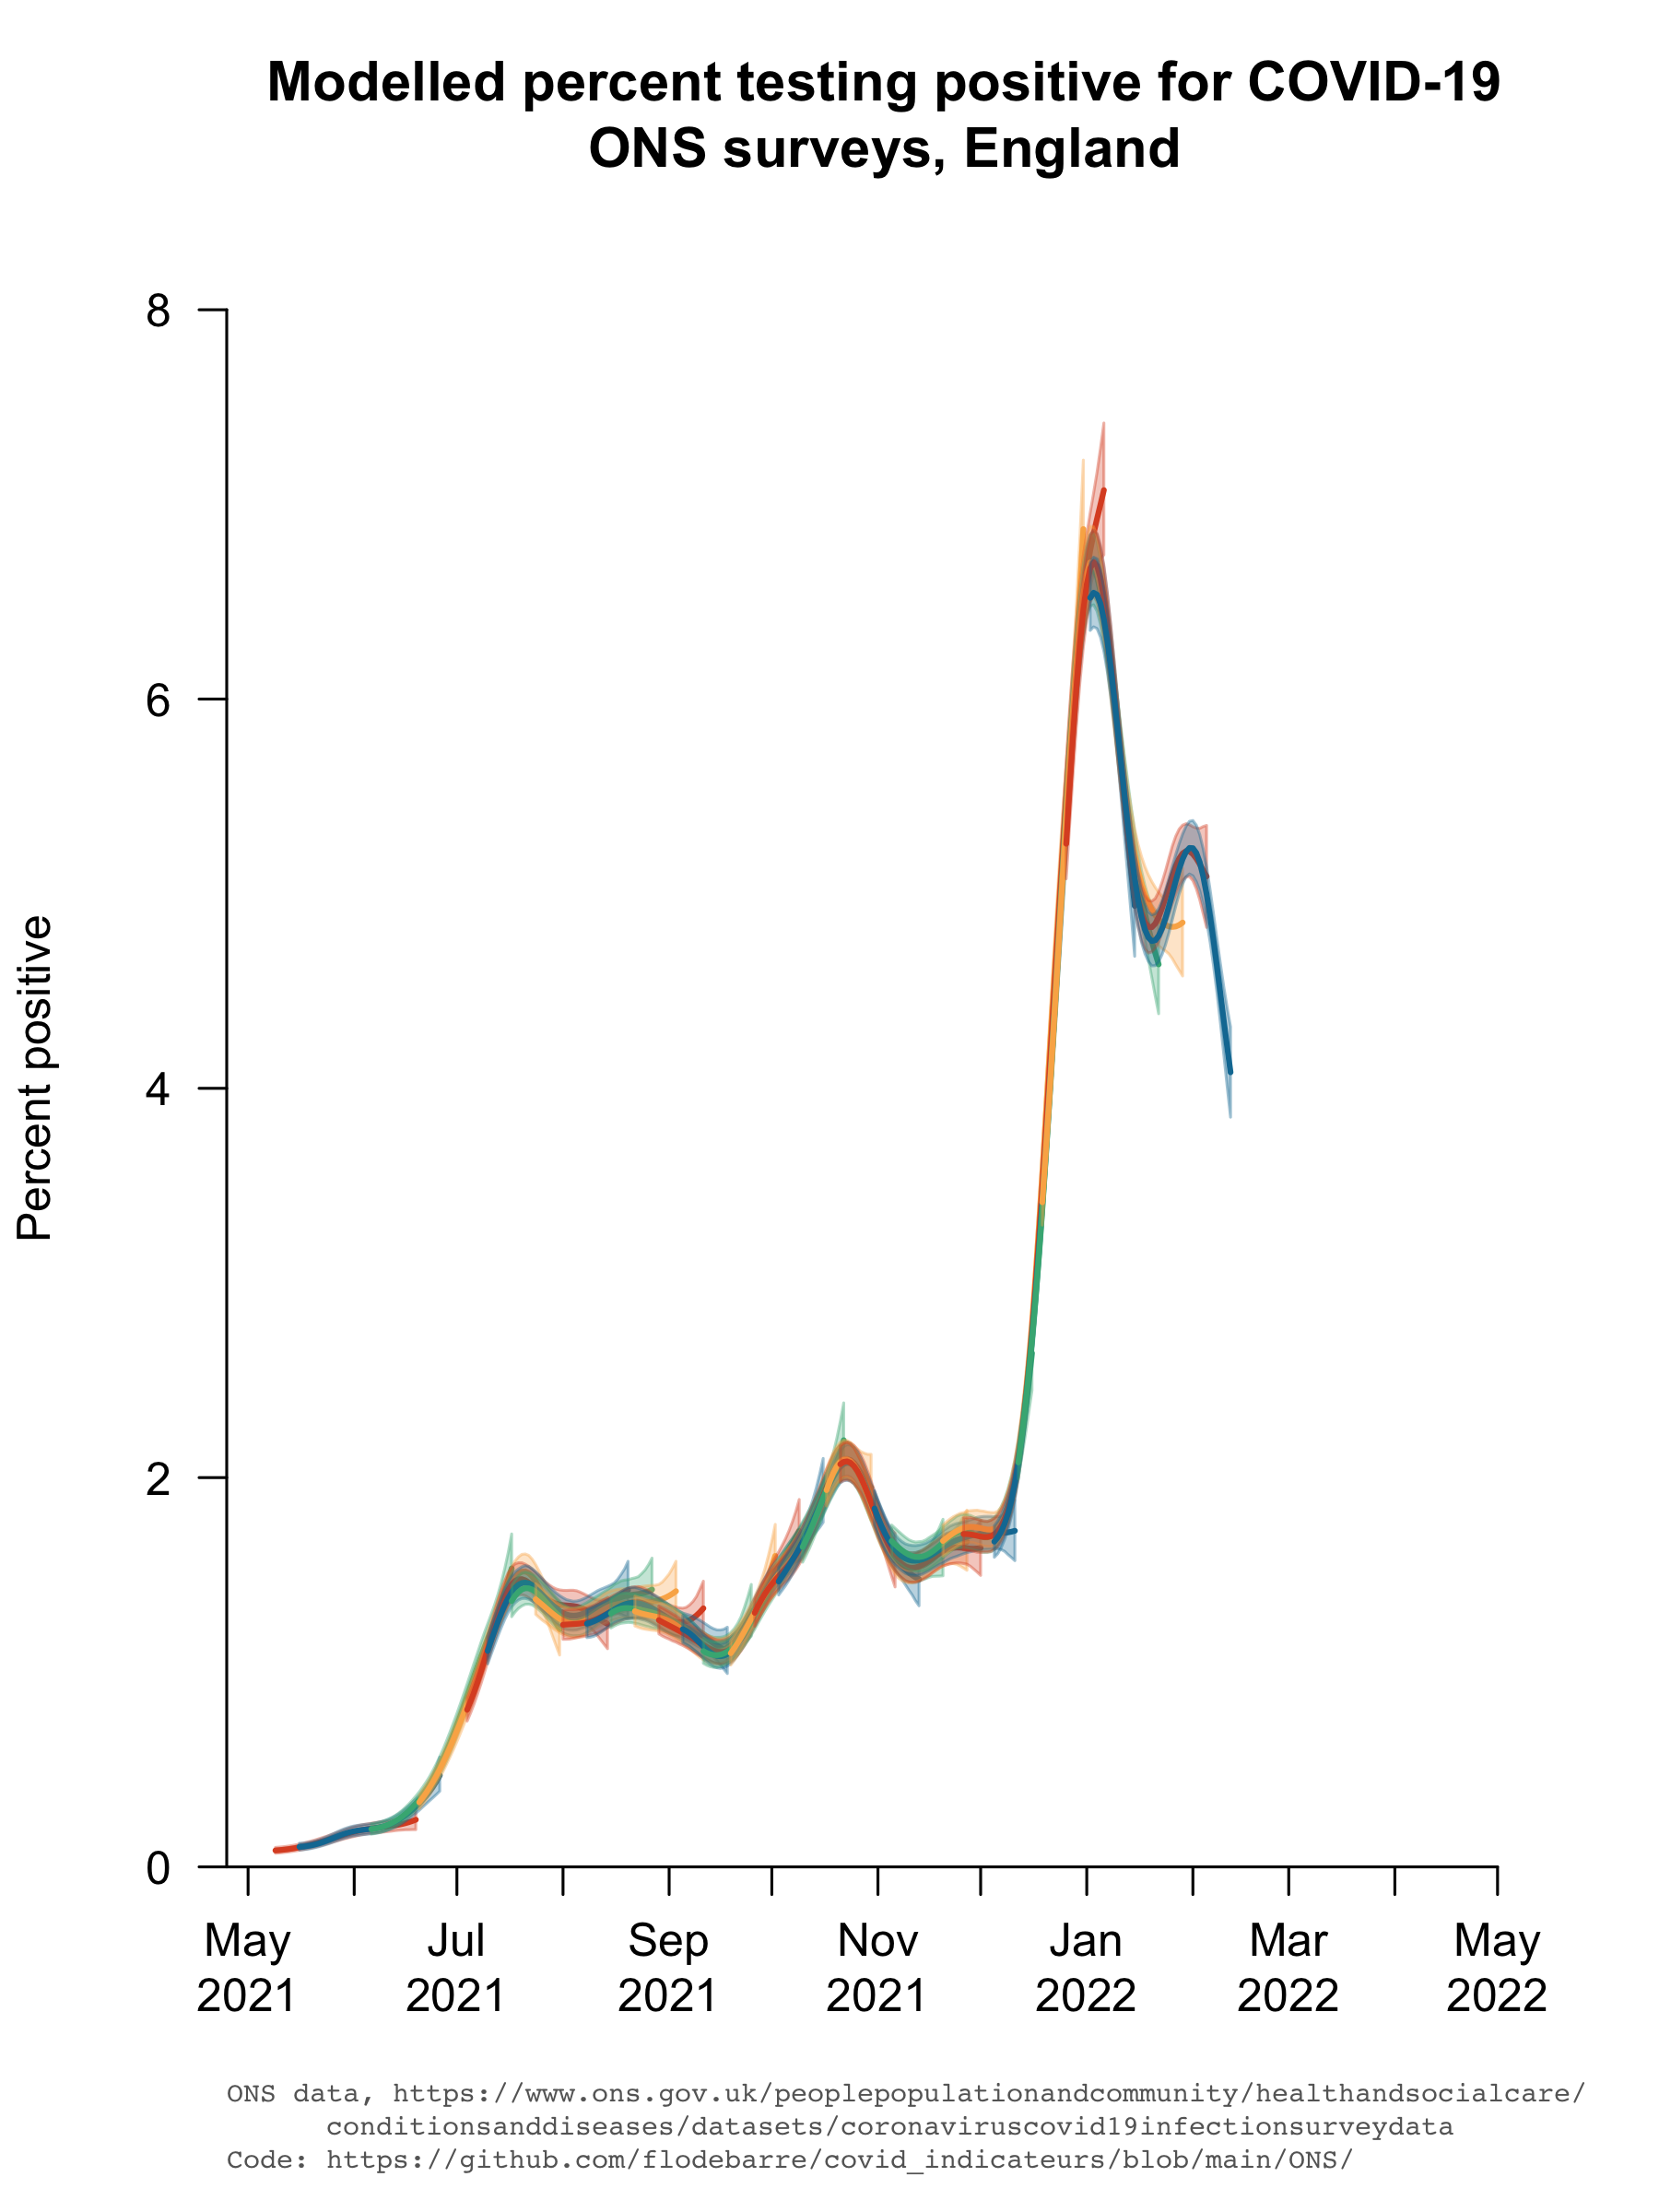 Modelled percent testing positive for COVID-19
ONS surveys, England
8
6
4
2
0
Percent positive
May Jul Sep Nov Jan Mar May
2021 2021 2021 2021 2022 2022 2022
ONS data, https://www.ons.gov.uk/peoplepopulationandcommunity/healthandsocialcare/
conditionsanddiseases/datasets/coronaviruscovid19infectionsurveydata
Code: https://github.com/flodebarre/covid_indicateurs/blob/main/ONS/